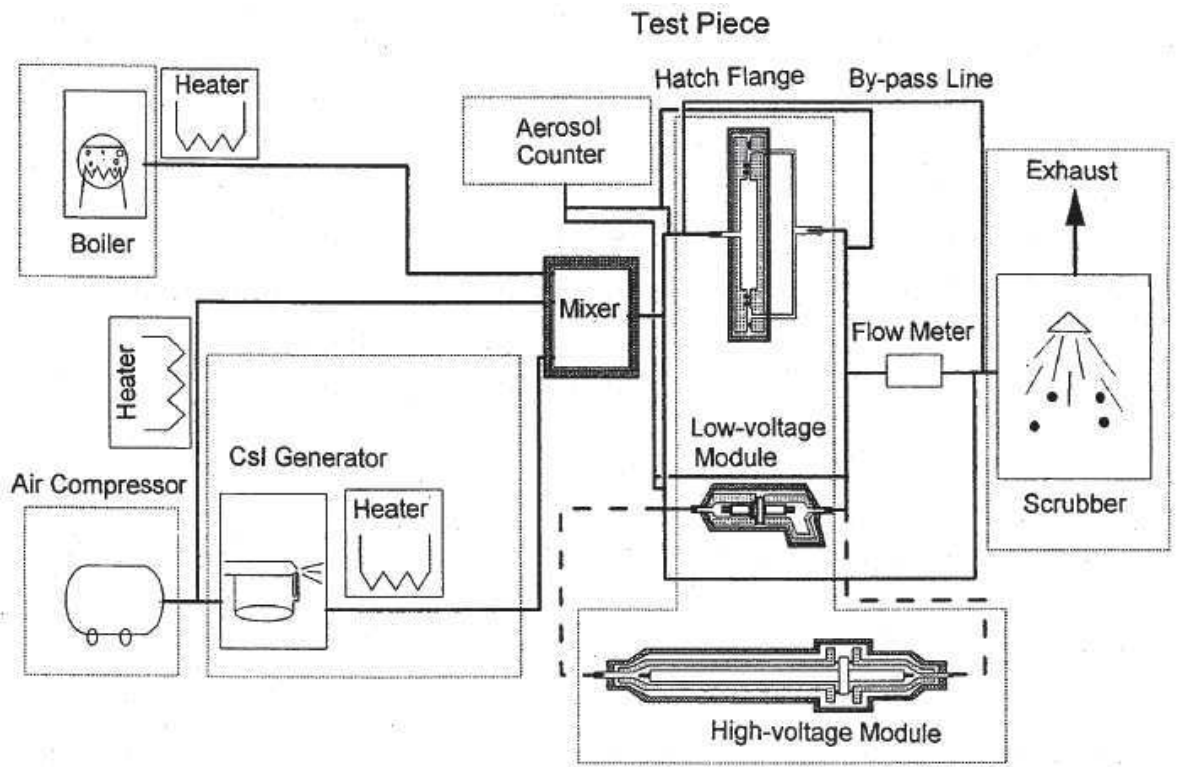 Test Piece
Hatch Flange
By-pass Line
Heater
Aerosol
Counter
Exhaust
Boiler
Mixer
Flow Meter
Heater
Low-voltage
Module
CsI Generator
Air Compressor
Heater
Scrubber
High-voltage Module